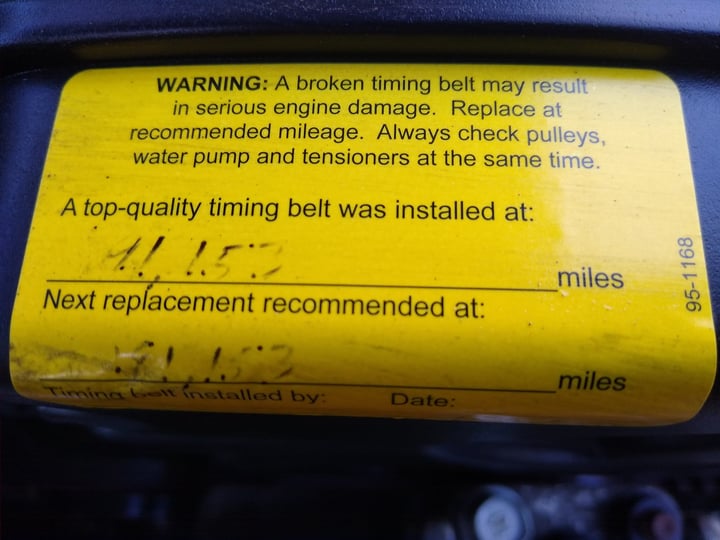 WARNING: A broken timing belt may result
in serious engine damage. Replace at
recommended mileage. Always check pulleys,
water pump and tensioners at the same time.
A top-quality timing belt was installed at:
miles
Next replacement recommended at:
miles
Timing belt installed by: Date:
95-1168